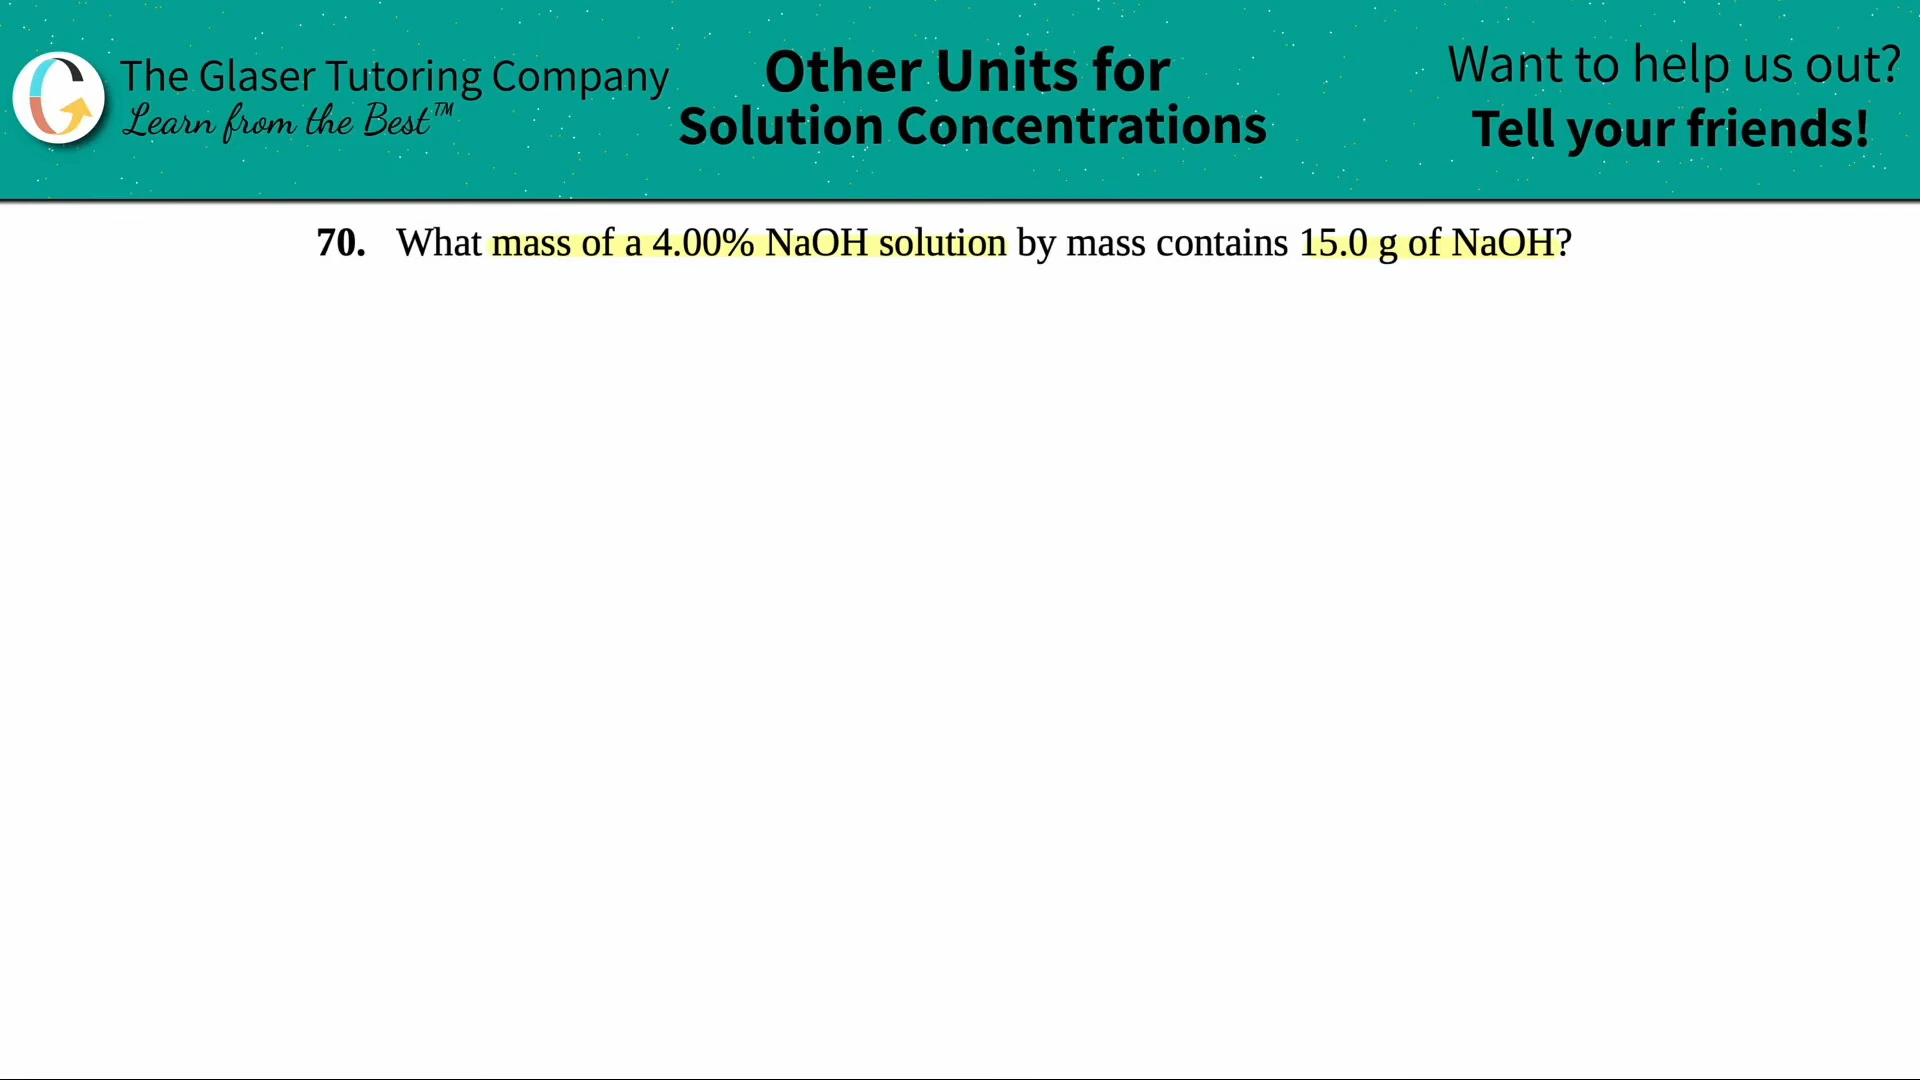 The Glaser Tutoring Company
Learn from the Best™
Other Units for
Solution Concentrations
Want to help us out?
Tell your friends!
70. What mass of a 4.00% NaOH solution by mass contains 15.0 g of NaOH?